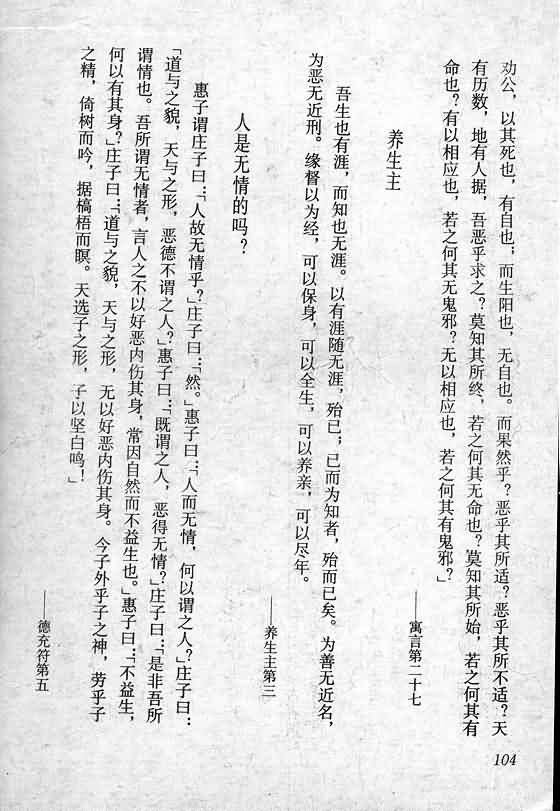 劝公，以其死也，有自也；而生阳也，无自也。而果然乎？恶乎其所适？恶乎其所不适？天
有历数，地有人据，吾恶乎求之？莫知其所终，若之何其无命也？莫知其所始，若之何其有
命也？有以相应也，若之何其无鬼邪？无以相应也，若之何其有鬼邪？」
——寓言第二十七
养生主
吾生也有涯，而知也无涯。以有涯随无涯，殆已；已而为知者，殆而已矣。为善无近名，
为恶无近刑。缘督以为经，可以保身，可以全生，可以养亲，可以尽年。
——养生主第三
人是无情的吗？
惠子谓庄子曰：「人故无情乎？」庄子曰：「然。」惠子曰：「人而无情，何以谓之人？」庄子曰：
「道与之貌，天与之形，恶德不谓之人？」惠子曰：「既谓之人，恶得无情？」庄子曰：「是非吾所
谓情也。吾所谓无情者，言人之不以好恶内伤其身，常因自然而不益生也。」惠子曰：「不益生，
何以有其身？」庄子曰：「道与之貌，天与之形，无以好恶内伤其身。今子外乎子之神，劳乎子
之精，倚树而吟，据槁梧而瞑。天选子之形，子以坚白鸣！」
——德充符第五
104